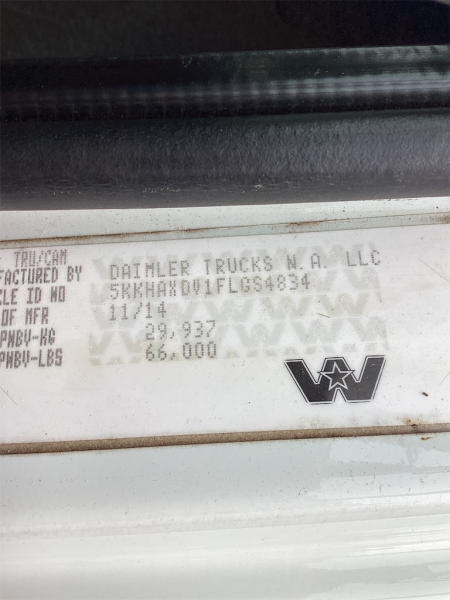 TRU/CAM
FACTURED BY DAIMLER TRUCKS N.A. LLC
CLE ID NO 5KKHAXDV1FLGS4834
OF MFR 11/14
PNBV-KG 29,937
PNBV-LBS 66,000